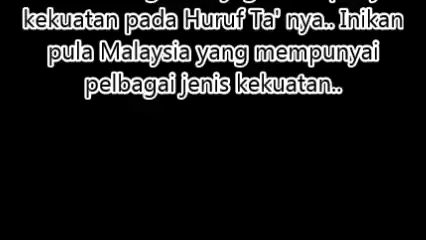 kekuatan pada Huruf Ta' nya.. Inikan
pula Malaysia yang mempunyai
pelbagai jenis kekuatan..